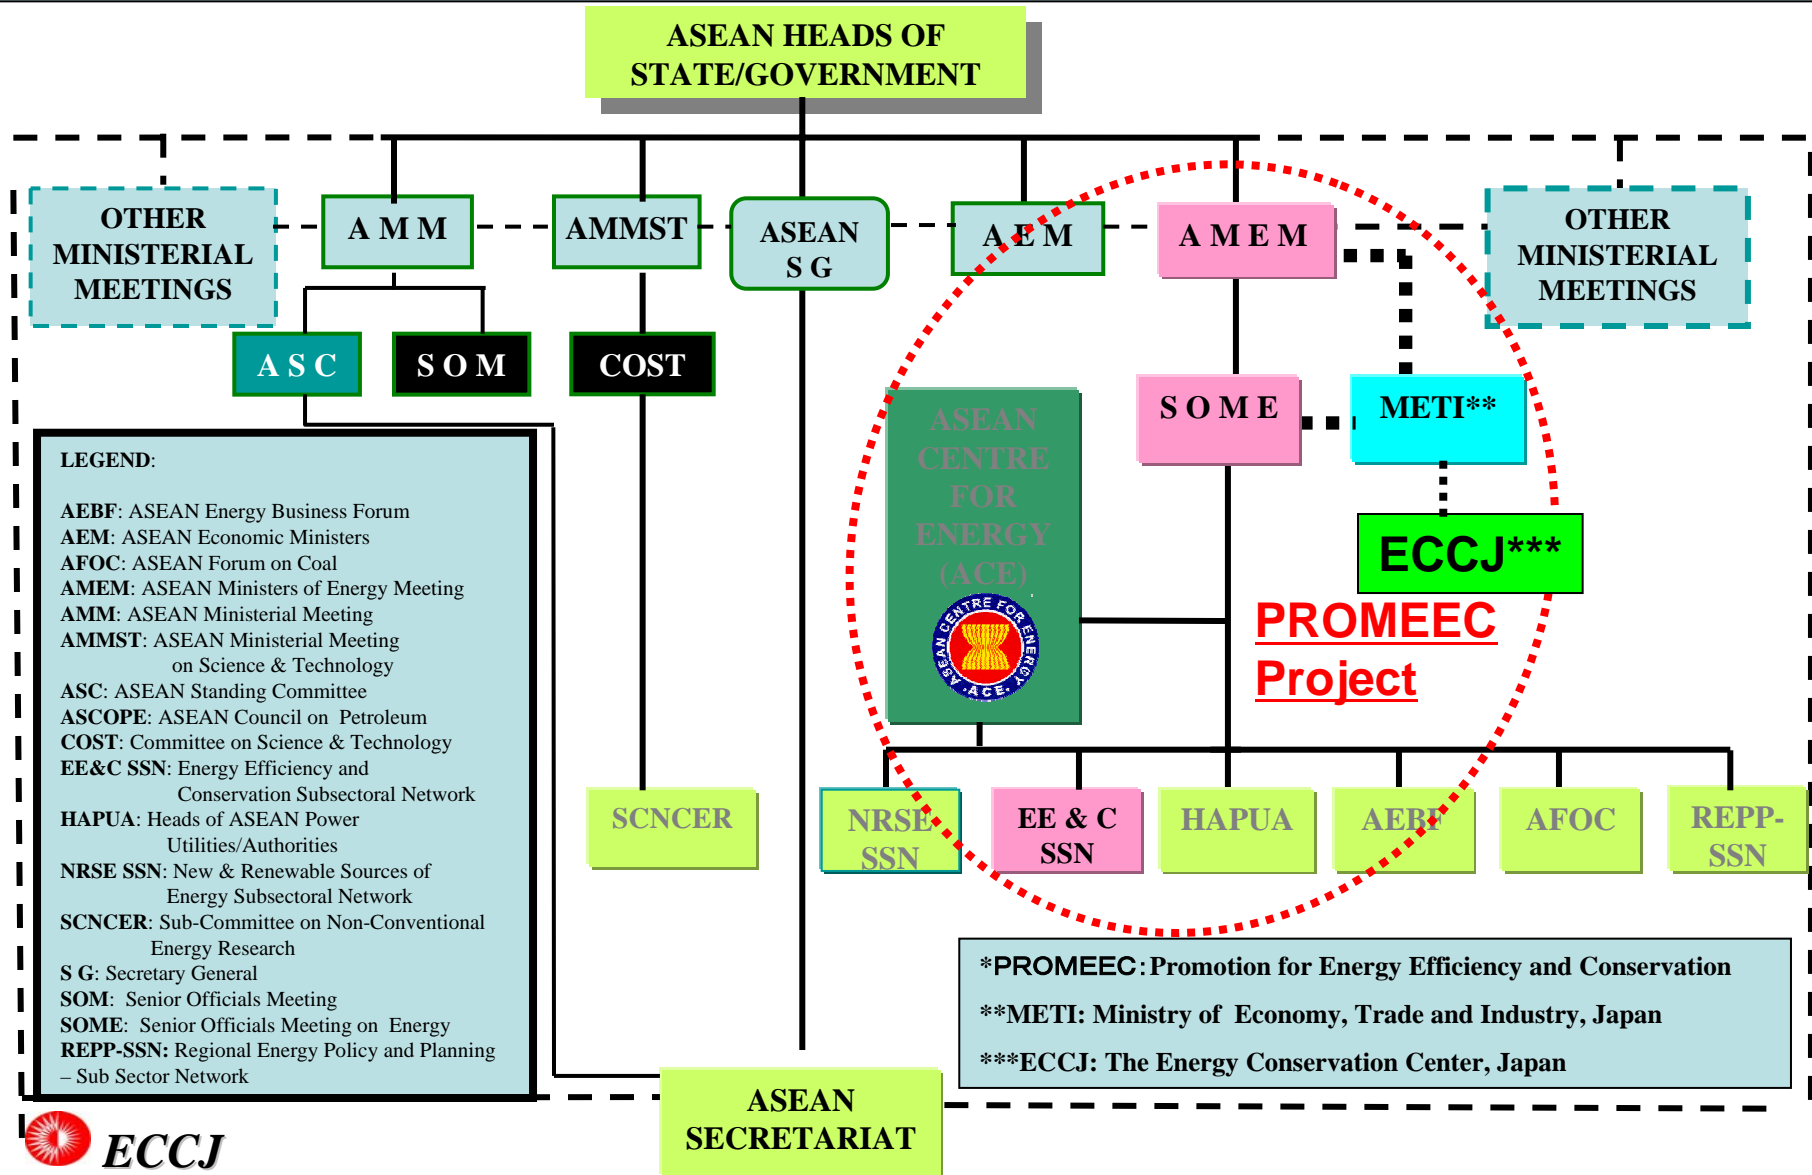 ASEAN HEADS OF
STATE/GOVERNMENT
OTHER
MINISTERIAL
MEETINGS
A M M
AMMST
ASEAN
S G
A E M
A M E M
OTHER
MINISTERIAL
MEETINGS
A S C
S O M
COST
ASEAN
CENTRE
FOR
ENERGY
(ACE)
ASEAN CENTRE FOR ENERGY
· ACE ·
S O M E
METI**
ECCJ***
PROMEEC
Project
LEGEND:
AEBF: ASEAN Energy Business Forum
AEM: ASEAN Economic Ministers
AFOC: ASEAN Forum on Coal
AMEM: ASEAN Ministers of Energy Meeting
AMM: ASEAN Ministerial Meeting
AMMST: ASEAN Ministerial Meeting
on Science & Technology
ASC: ASEAN Standing Committee
ASCOPE: ASEAN Council on Petroleum
COST: Committee on Science & Technology
EE&C SSN: Energy Efficiency and
Conservation Subsectoral Network
HAPUA: Heads of ASEAN Power
Utilities/Authorities
NRSE SSN: New & Renewable Sources of
Energy Subsectoral Network
SCNCER: Sub-Committee on Non-Conventional
Energy Research
S G: Secretary General
SOM: Senior Officials Meeting
SOME: Senior Officials Meeting on Energy
REPP-SSN: Regional Energy Policy and Planning
– Sub Sector Network
SCNCER
NRSE
SSN
EE & C
SSN
HAPUA
AEBF
AFOC
REPP-
SSN
*PROMEEC: Promotion for Energy Efficiency and Conservation
**METI: Ministry of Economy, Trade and Industry, Japan
***ECCJ: The Energy Conservation Center, Japan
ASEAN
SECRETARIAT
ECCJ